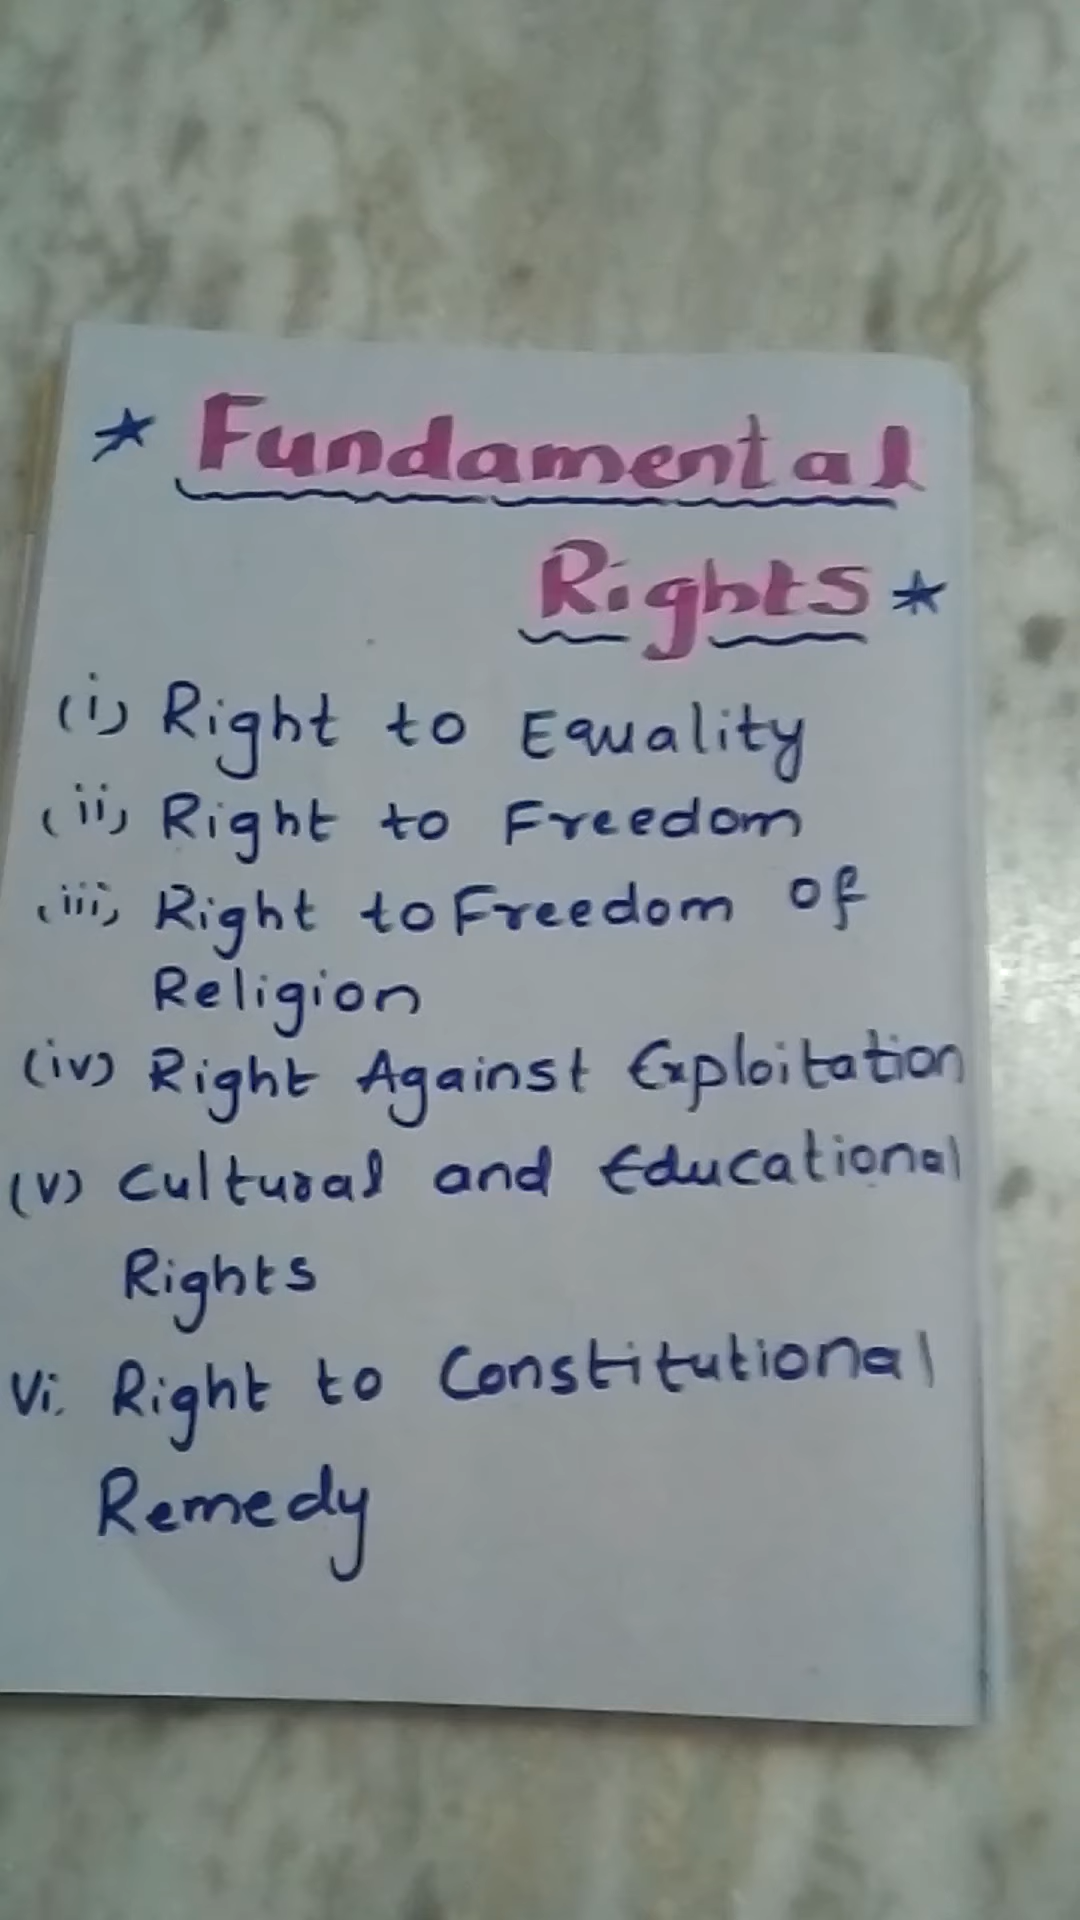 * Fundamental
Rights *
(i) Right to Equality
(ii) Right to Freedom
(iii) Right to Freedom of
Religion
(iv) Right Against Exploitation
(v) Cultural and Educational
Rights
Vi. Right to Constitutional
Remedy